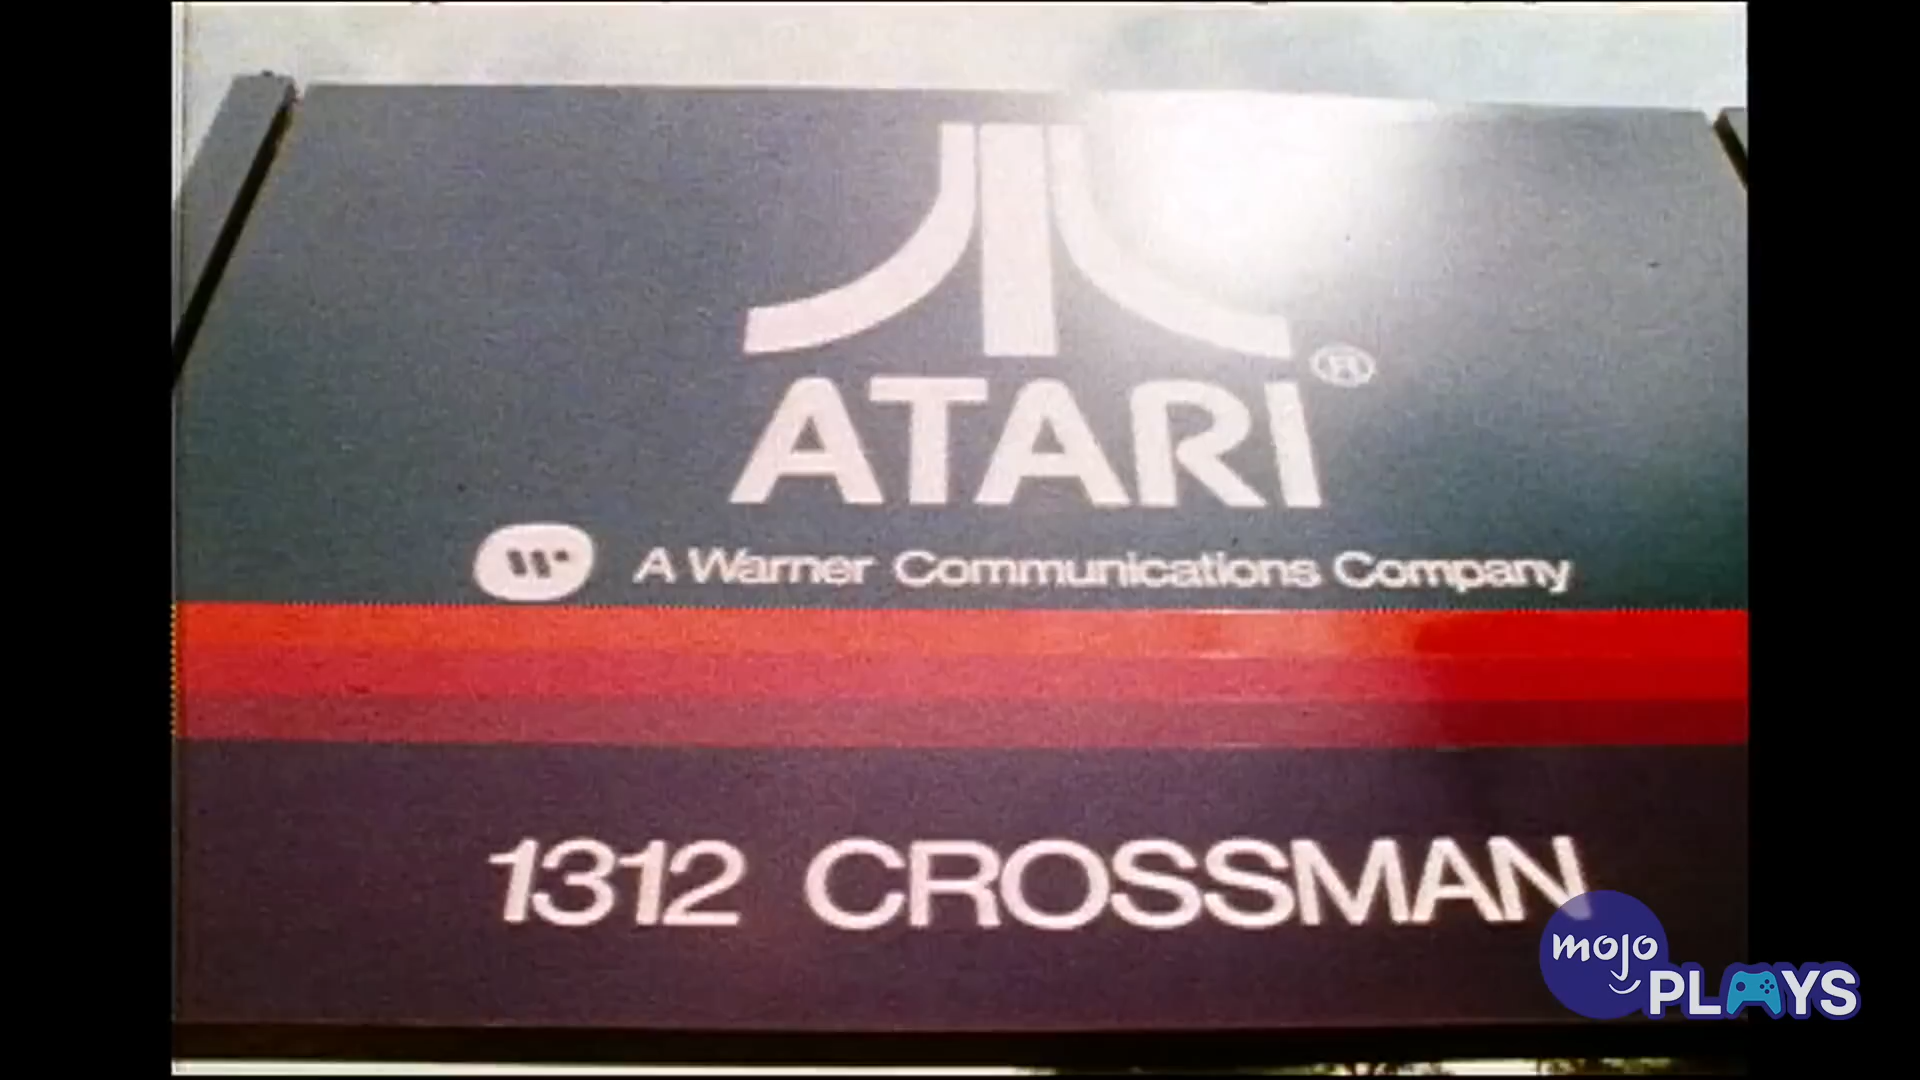 ATARI®
A Warner Communications Company
1312 CROSSMAN
mojo
PLAYS